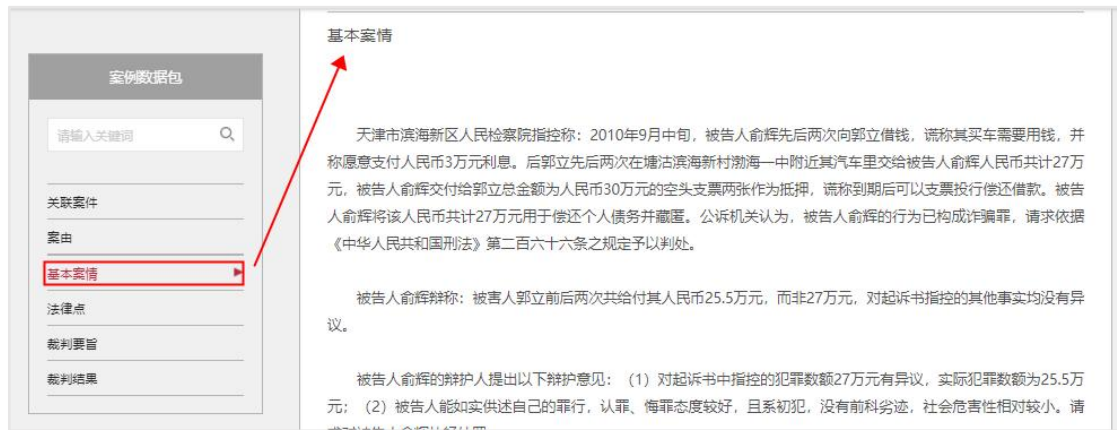 案例数据包
请输入关键词
关联案件
案由
基本案情
法律点
裁判要旨
裁判结果
基本案情
天津市滨海新区人民检察院指控称：2010年9月中旬，被告人俞辉先后两次向郭立借钱，谎称其买车需要用钱，并
称愿意支付人民币3万元利息。后郭立先后两次在塘沽滨海新村渤海一中附近其汽车里交给被告人俞辉人民币共计27万
元，被告人俞辉交付给郭立总金额为人民币30万元的空头支票两张作为抵押，谎称到期后可以支票投行偿还借款。被告
人俞辉将该人民币共计27万元用于偿还个人债务并藏匿。公诉机关认为，被告人俞辉的行为已构成诈骗罪，请求依据
《中华人民共和国刑法》第二百六十六条之规定予以判处。
被告人俞辉辩称：被害人郭立前后两次共给付其人民币25.5万元，而非27万元，对起诉书指控的其他事实均没有异
议。
被告人俞辉的辩护人提出以下辩护意见：（1）对起诉书中指控的犯罪数额27万元有异议，实际犯罪数额为25.5万
元；（2）被告人能如实供述自己的罪行，认罪、悔罪态度较好，且系初犯，没有前科劣迹，社会危害性相对较小。请